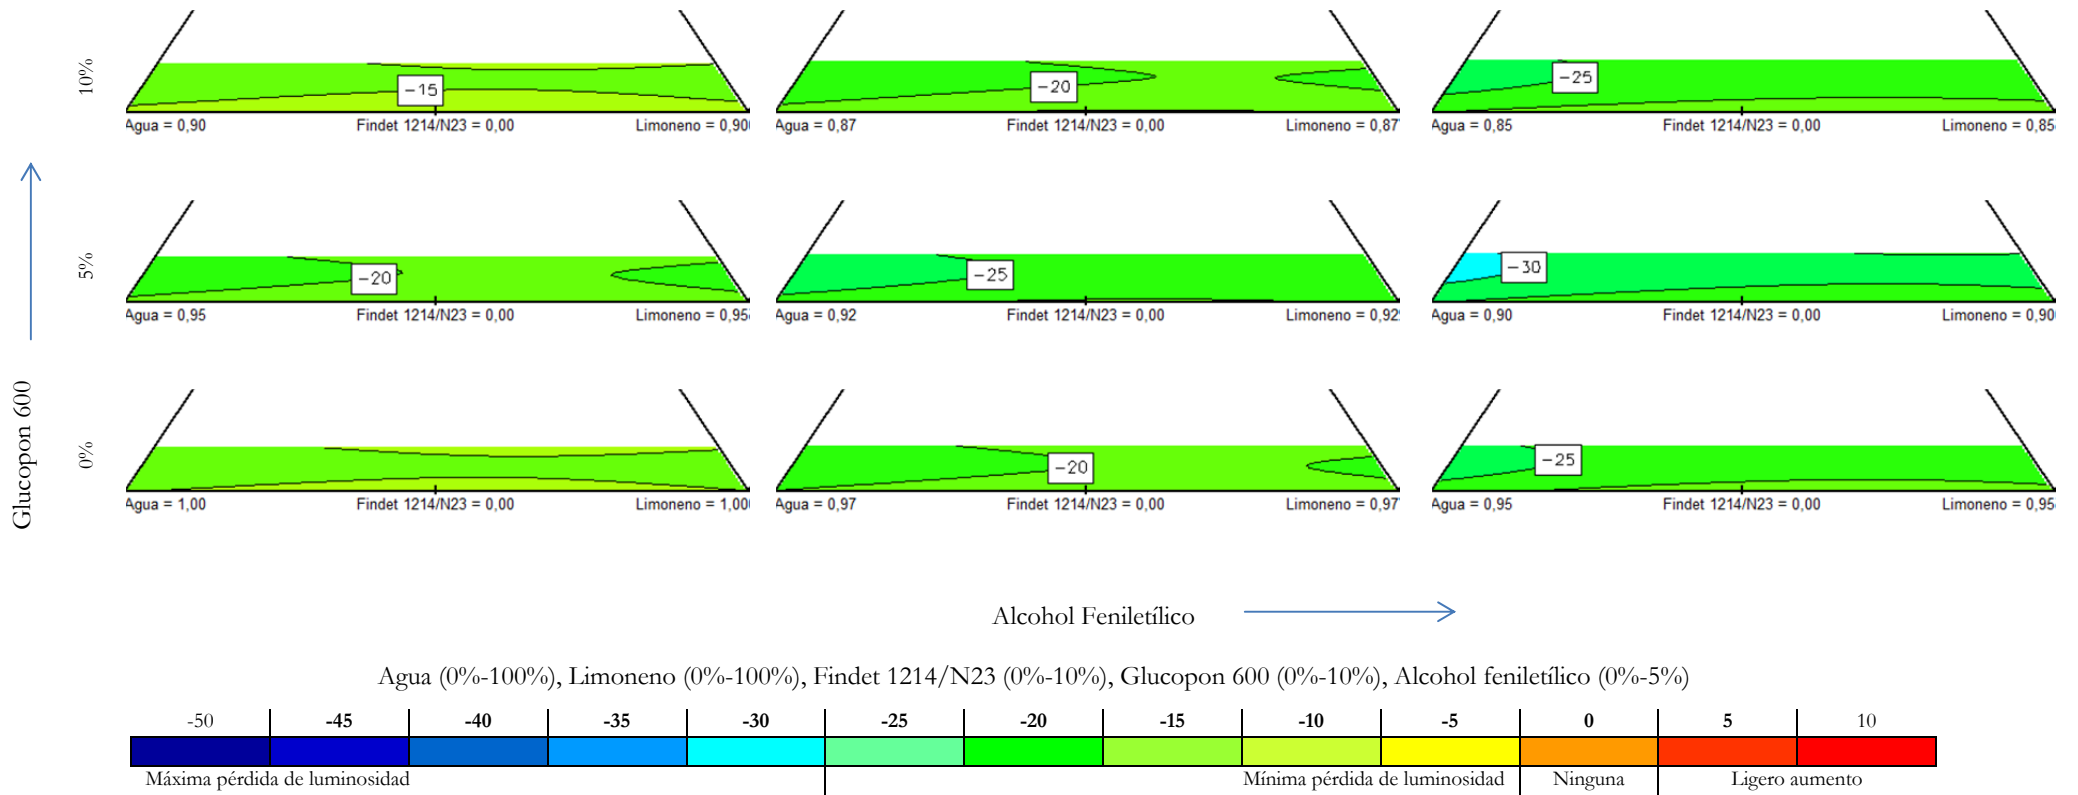 10%
-15
-20
-25
Agua = 0,90 Findet 1214/N23 = 0,00 Limoneno = 0,90
Agua = 0,87 Findet 1214/N23 = 0,00 Limoneno = 0,87
Agua = 0,85 Findet 1214/N23 = 0,00 Limoneno = 0,85
5%
-20
-25
-30
Agua = 0,95 Findet 1214/N23 = 0,00 Limoneno = 0,95
Agua = 0,92 Findet 1214/N23 = 0,00 Limoneno = 0,92
Agua = 0,90 Findet 1214/N23 = 0,00 Limoneno = 0,90
Glucopon 600
0%
-20
-25
Agua = 1,00 Findet 1214/N23 = 0,00 Limoneno = 1,00
Agua = 0,97 Findet 1214/N23 = 0,00 Limoneno = 0,97
Agua = 0,95 Findet 1214/N23 = 0,00 Limoneno = 0,95
Alcohol Feniletílico
Agua (0%-100%), Limoneno (0%-100%), Findet 1214/N23 (0%-10%), Glucopon 600 (0%-10%), Alcohol feniletílico (0%-5%)
-50 -45 -40 -35 -30 -25 -20 -15 -10 -5 0 5 10
Máxima pérdida de luminosidad Mínima pérdida de luminosidad Ninguna Ligero aumento